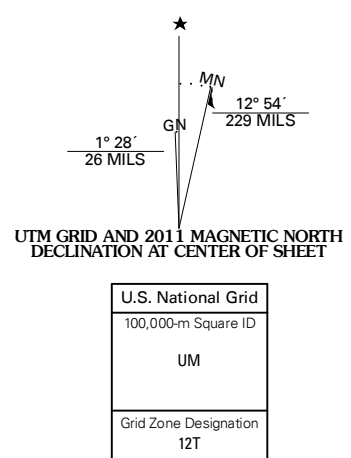 ★
MN
GN
12° 54´
229 MILS
1° 28´
26 MILS
UTM GRID AND 2011 MAGNETIC NORTH
DECLINATION AT CENTER OF SHEET
U.S. National Grid
100,000-m Square ID
UM
Grid Zone Designation
12T